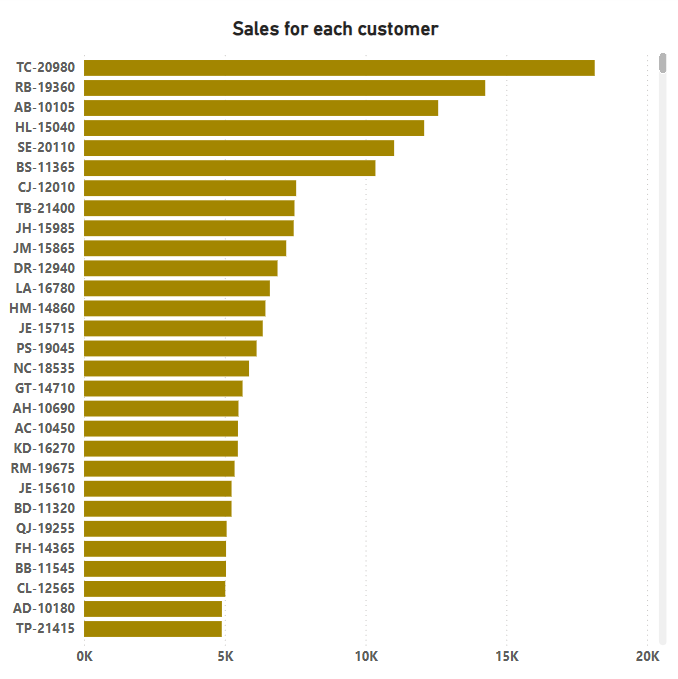 Sales for each customer
TC-20980
RB-19360
AB-10105
HL-15040
SE-20110
BS-11365
CJ-12010
TB-21400
JH-15985
JM-15865
DR-12940
LA-16780
HM-14860
JE-15715
PS-19045
NC-18535
GT-14710
AH-10690
AC-10450
KD-16270
RM-19675
JE-15610
BD-11320
QJ-19255
FH-14365
BB-11545
CL-12565
AD-10180
TP-21415
0K 5K 10K 15K 20K